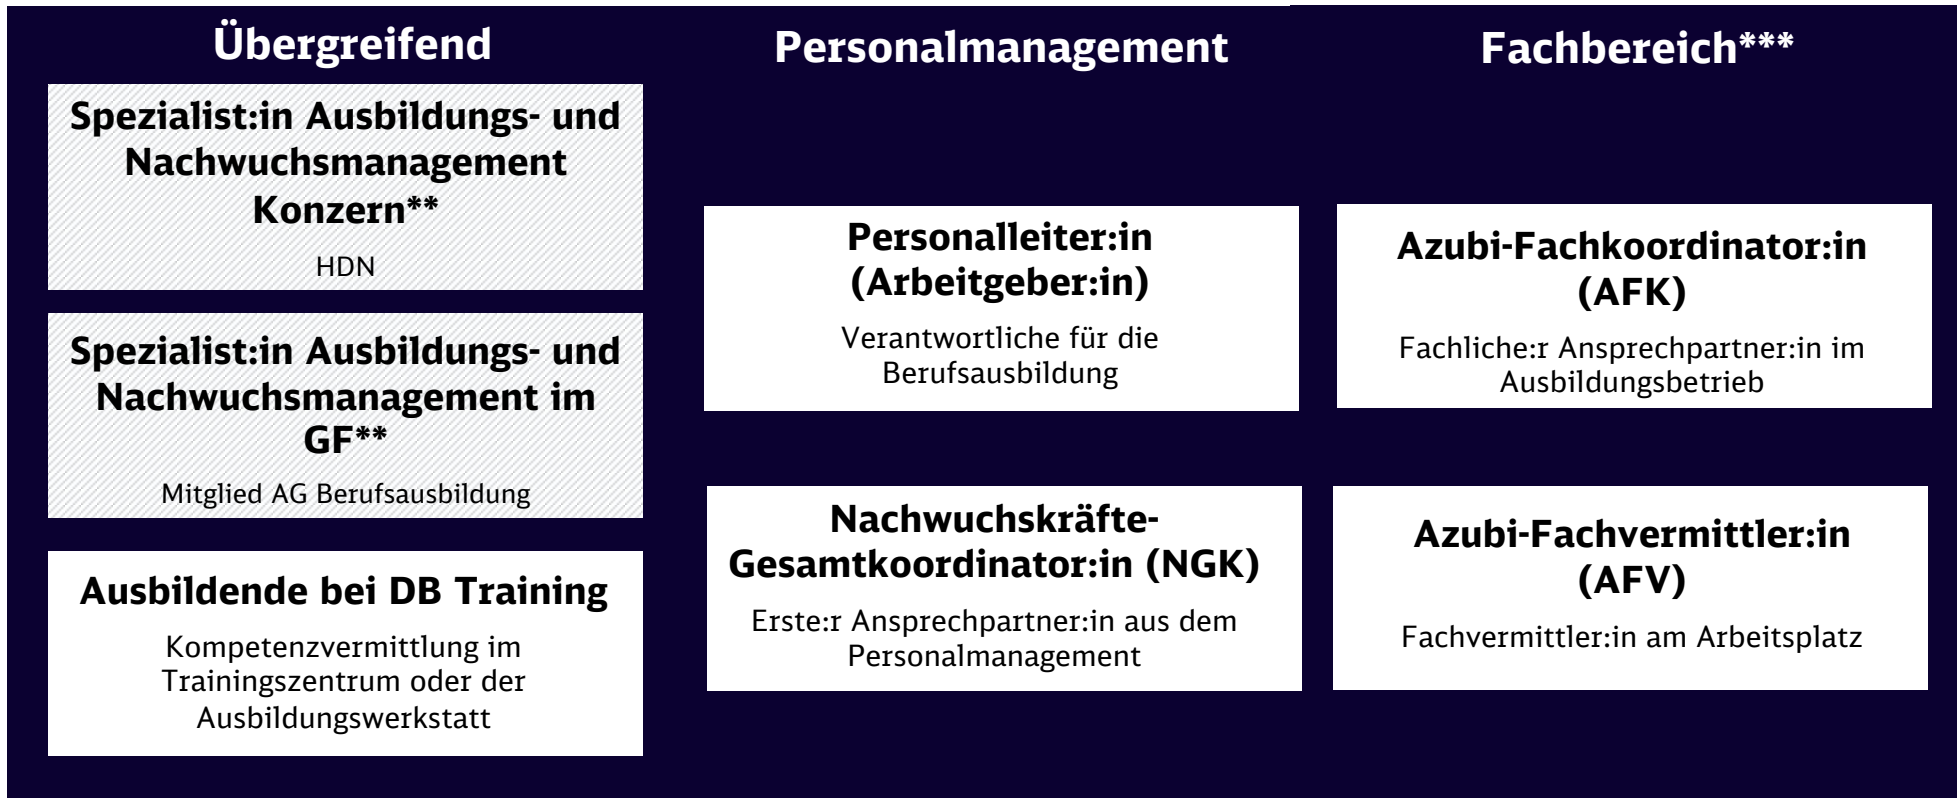 Übergreifend
Spezialist:in Ausbildungs- und
Nachwuchsmanagement
Konzern**
HDN
Spezialist:in Ausbildungs- und
Nachwuchsmanagement im
GF**
Mitglied AG Berufsausbildung
Ausbildende bei DB Training
Kompetenzvermittlung im
Trainingszentrum oder der
Ausbildungswerkstatt
Personalmanagement
Personalleiter:in
(Arbeitgeber:in)
Verantwortliche für die
Berufsausbildung
Nachwuchskräfte-
Gesamtkoordinator:in (NGK)
Erste:r Ansprechpartner:in aus dem
Personalmanagement
Fachbereich***
Azubi-Fachkoordinator:in
(AFK)
Fachliche:r Ansprechpartner:in im
Ausbildungsbetrieb
Azubi-Fachvermittler:in
(AFV)
Fachvermittler:in am Arbeitsplatz